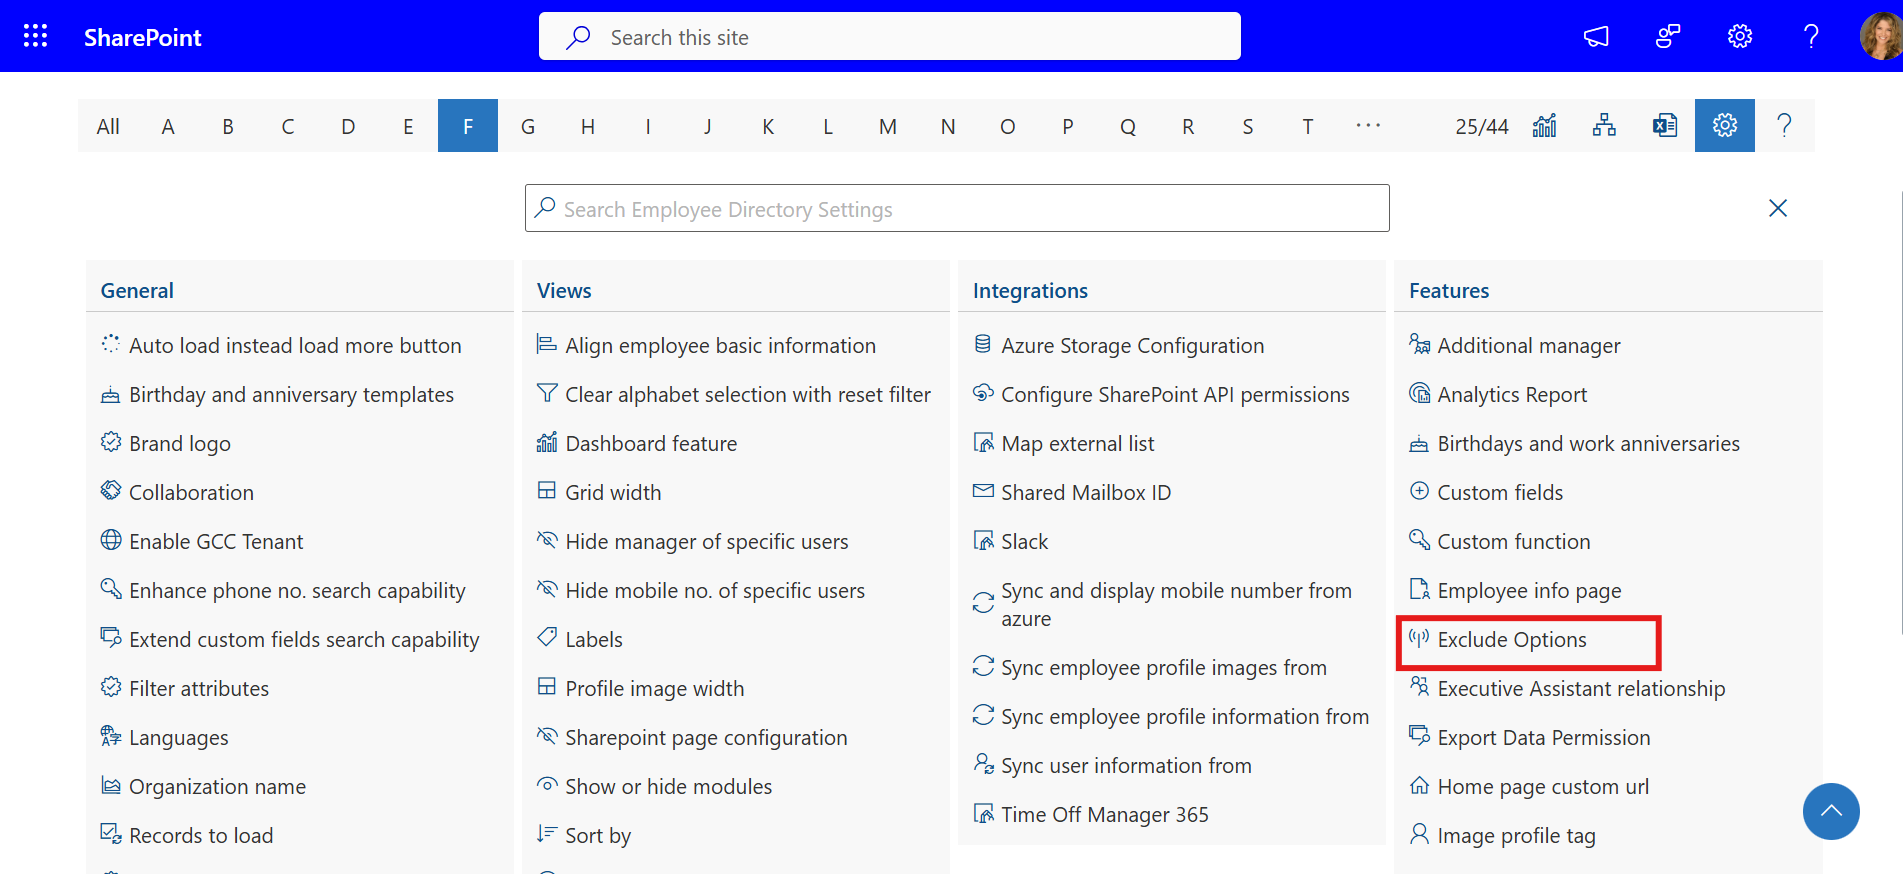 SharePoint
Search this site
All A B C D E F G H I J K L M N O P Q R S T ... 25/44
Search Employee Directory Settings
General
Auto load instead load more button
Birthday and anniversary templates
Brand logo
Collaboration
Enable GCC Tenant
Enhance phone no. search capability
Extend custom fields search capability
Filter attributes
Languages
Organization name
Records to load
Views
Align employee basic information
Clear alphabet selection with reset filter
Dashboard feature
Grid width
Hide manager of specific users
Hide mobile no. of specific users
Labels
Profile image width
Sharepoint page configuration
Show or hide modules
Sort by
Integrations
Azure Storage Configuration
Configure SharePoint API permissions
Map external list
Shared Mailbox ID
Slack
Sync and display mobile number from
azure
Sync employee profile images from
Sync employee profile information from
Sync user information from
Time Off Manager 365
Features
Additional manager
Analytics Report
Birthdays and work anniversaries
Custom fields
Custom function
Employee info page
Exclude Options
Executive Assistant relationship
Export Data Permission
Home page custom url
Image profile tag